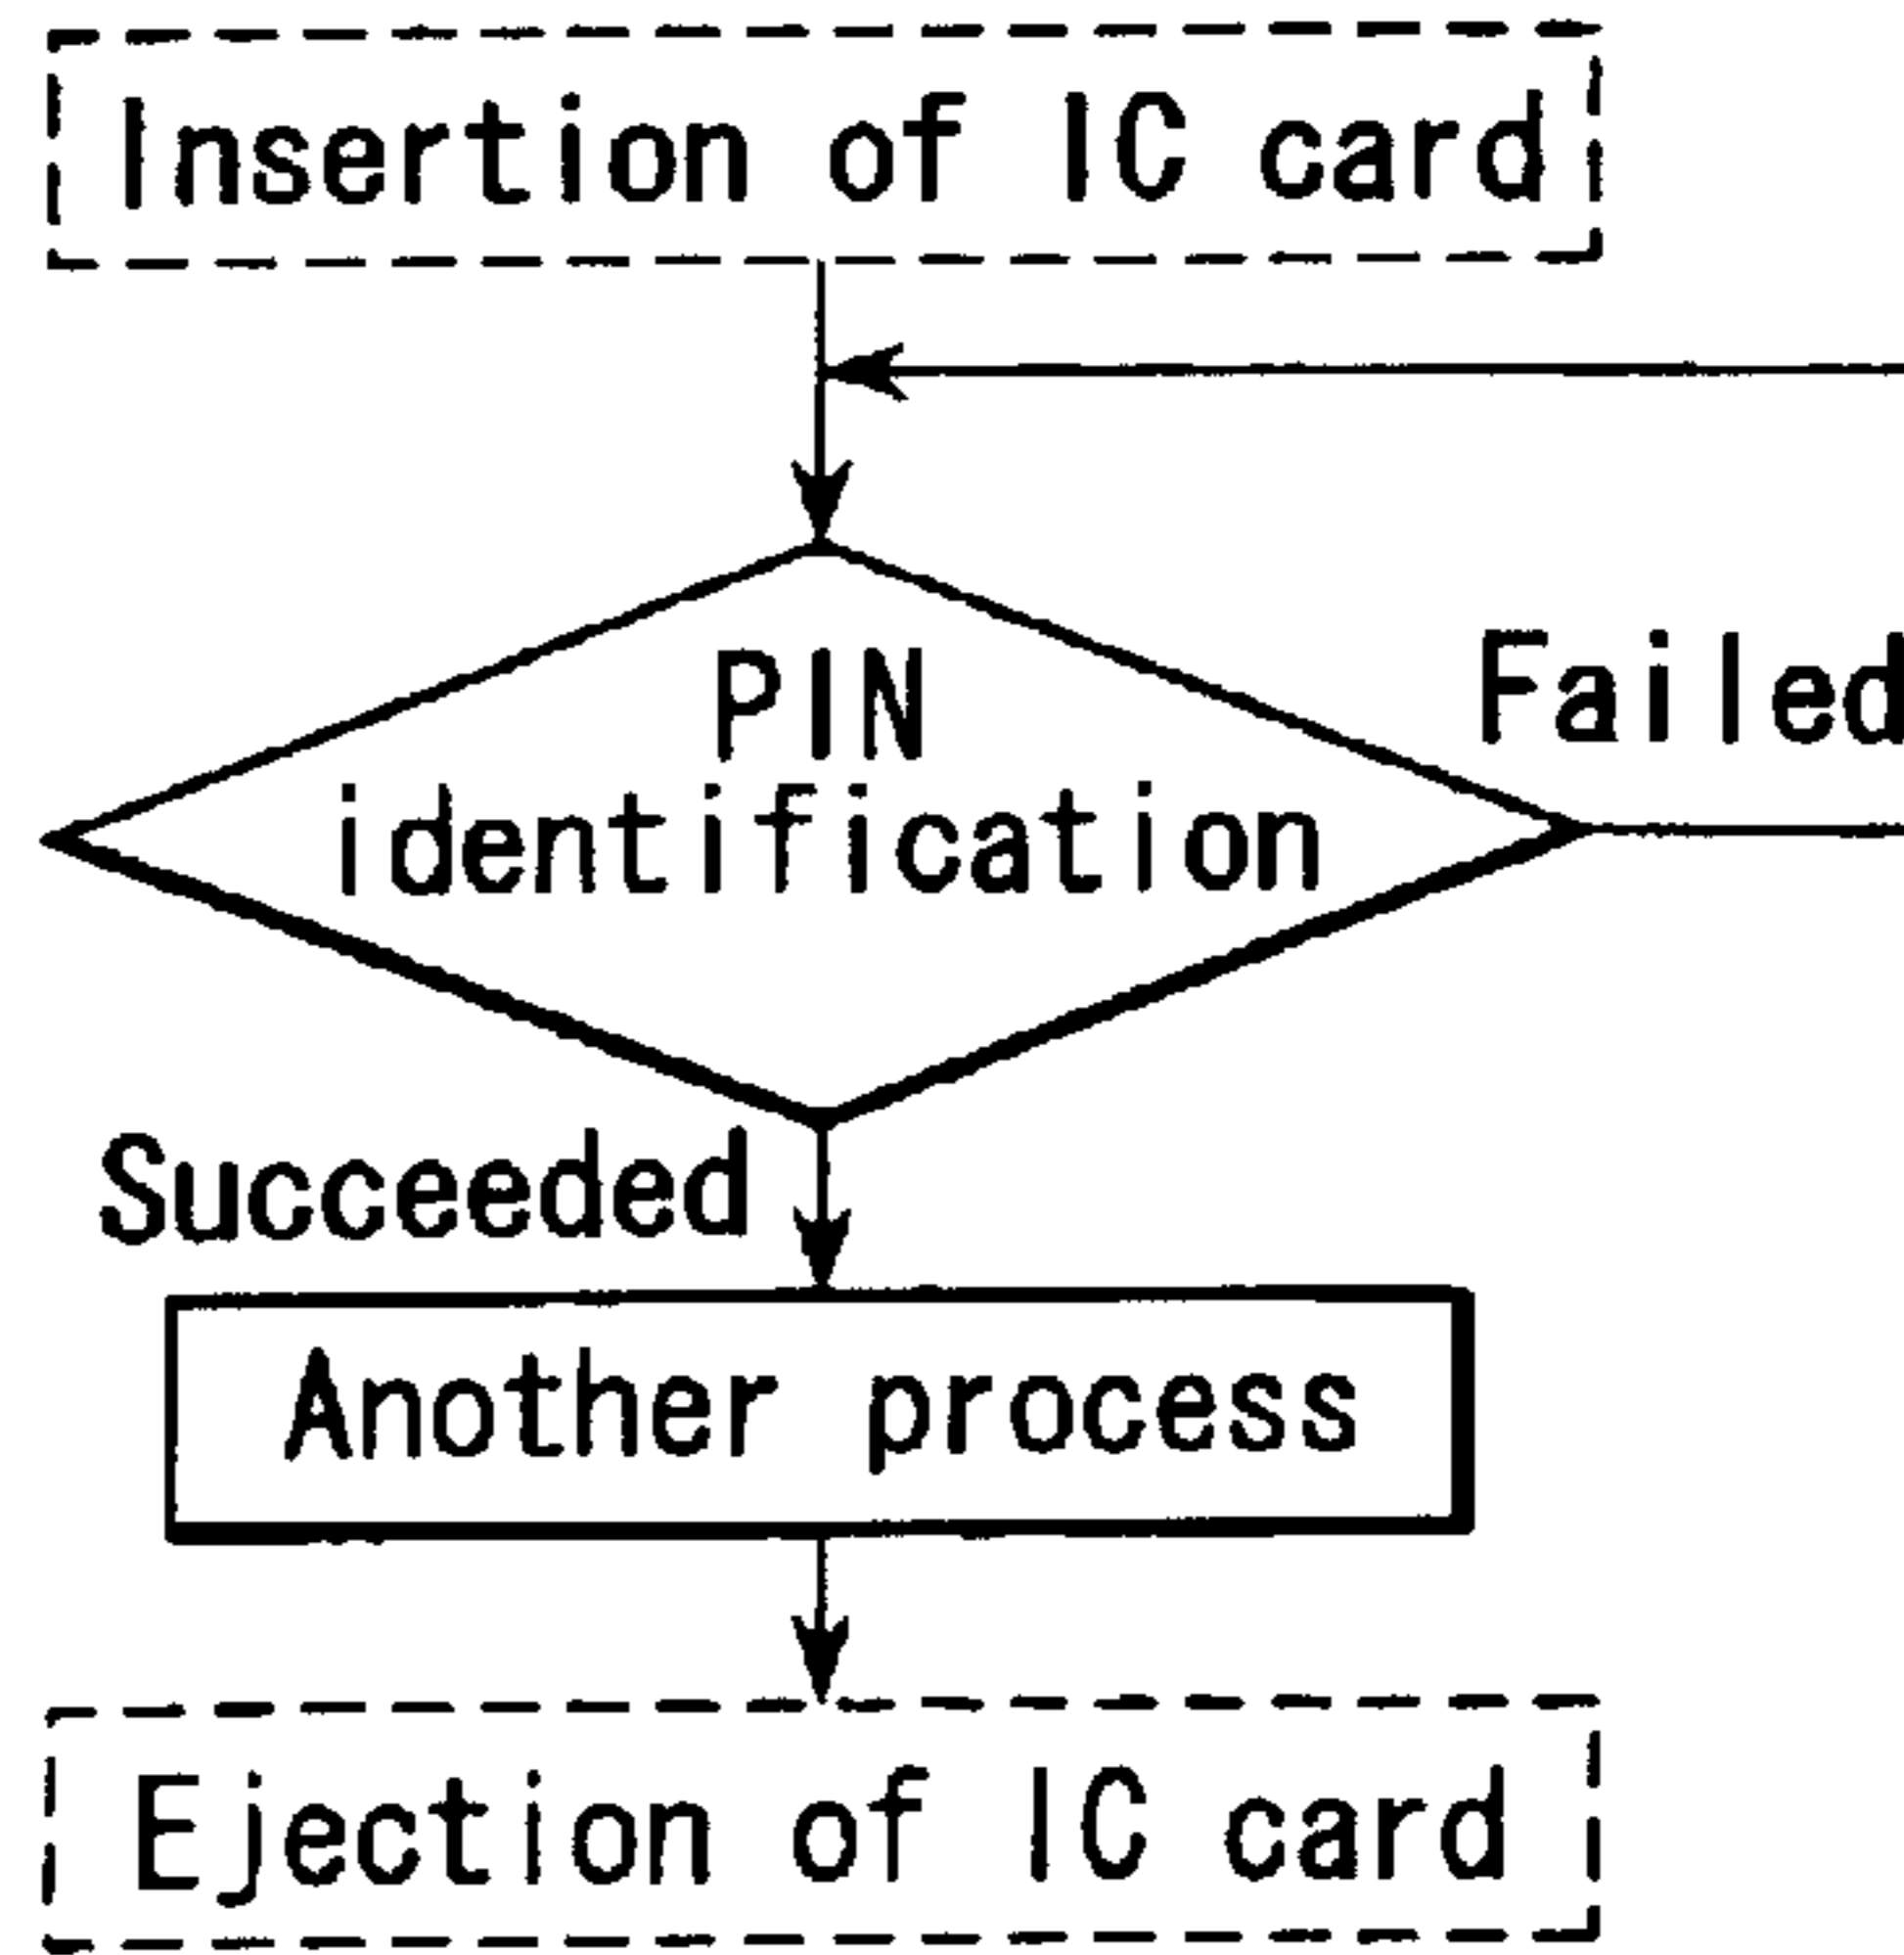 Insertion of IC card
PIN
identification
Failed
Succeeded
Another process
Ejection of IC card